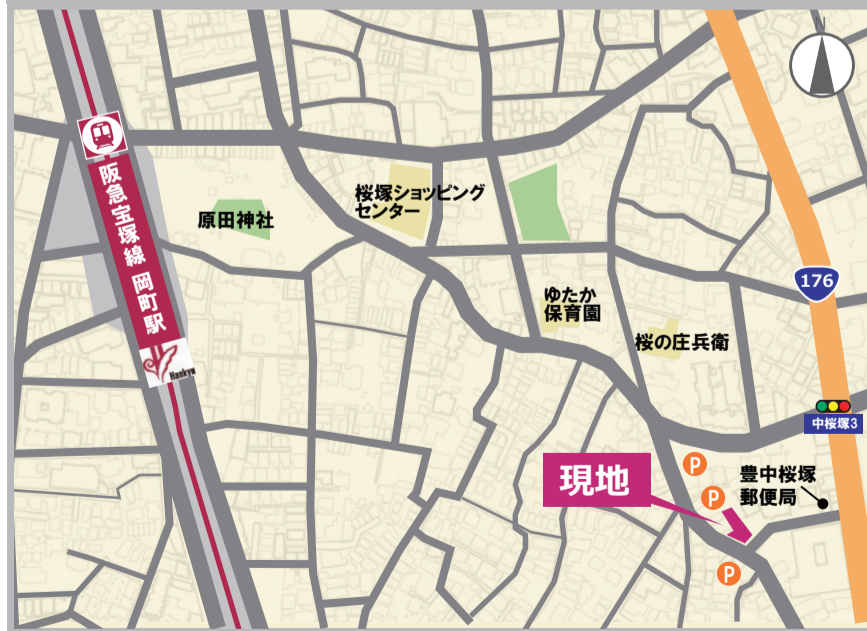 N
阪急宝塚線 岡町駅
Hankyu
原田神社
桜塚ショッピング
センター
176
ゆたか
保育園
桜の庄兵衛
中桜塚3
現地
P
P
豊中桜塚
郵便局
P